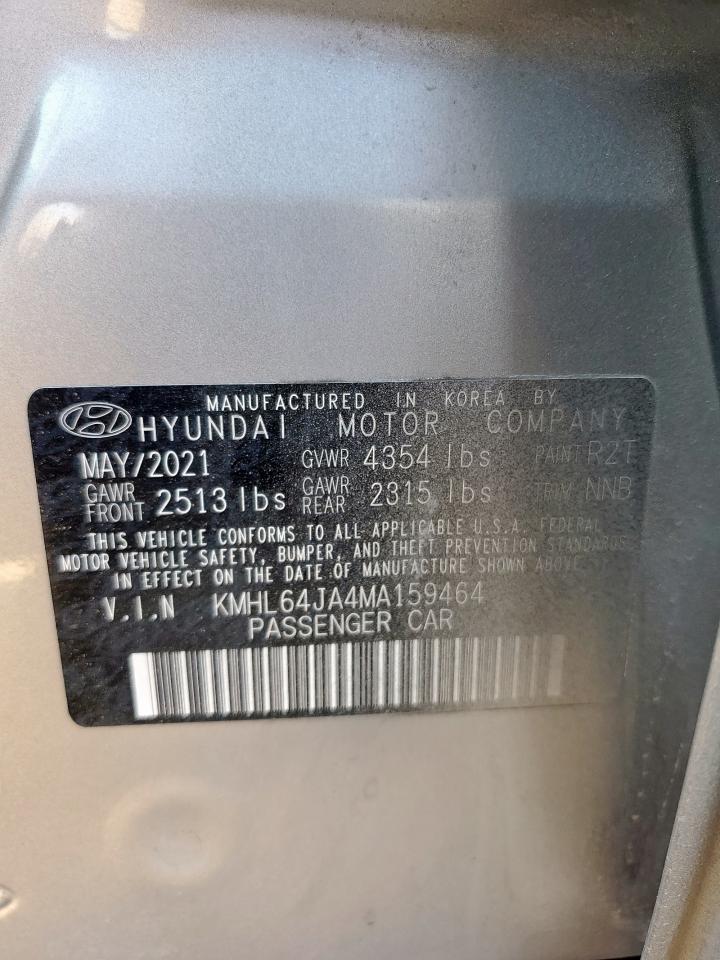 MANUFACTURED IN KOREA BY
HYUNDAI MOTOR COMPANY
MAY/2021 GVWR 4354 lbs PAINT R2T
GAWR FRONT 2513 lbs GAWR REAR 2315 lbs TRIM NNB
THIS VEHICLE CONFORMS TO ALL APPLICABLE U.S.A. FEDERAL
MOTOR VEHICLE SAFETY, BUMPER, AND THEFT PREVENTION STANDARDS
IN EFFECT ON THE DATE OF MANUFACTURE SHOWN ABOVE.
V.I.N KMHL64JA4MA159464
PASSENGER CAR